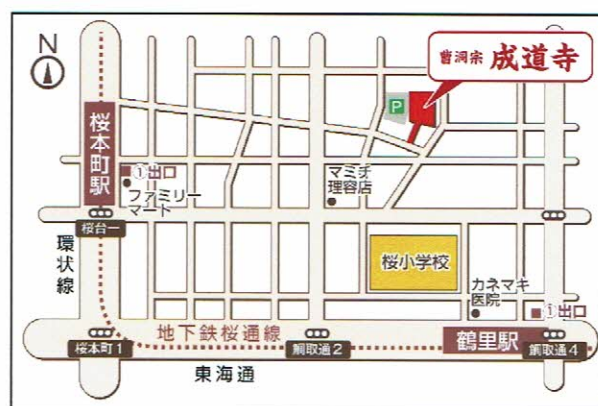 N
曹洞宗 成道寺
P
桜本町駅
①出口
ファミリー
マート
マミチ
理容店
桜台一
環状線
桜小学校
カネマキ
医院
①出口
地下鉄桜通線
鶴里駅
桜本町1
鯛取通2
鯛取通4
東海通